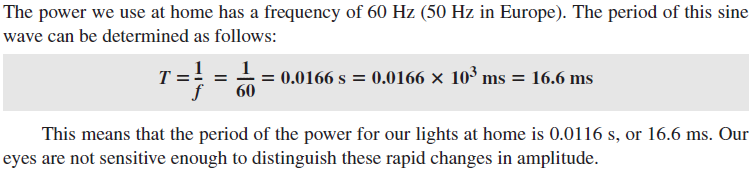 The power we use at home has a frequency of 60 Hz (50 Hz in Europe). The period of this sine
wave can be determined as follows:
T = 1/f = 1/60 = 0.0166 s = 0.0166 × 10³ ms = 16.6 ms
This means that the period of the power for our lights at home is 0.0116 s, or 16.6 ms. Our
eyes are not sensitive enough to distinguish these rapid changes in amplitude.